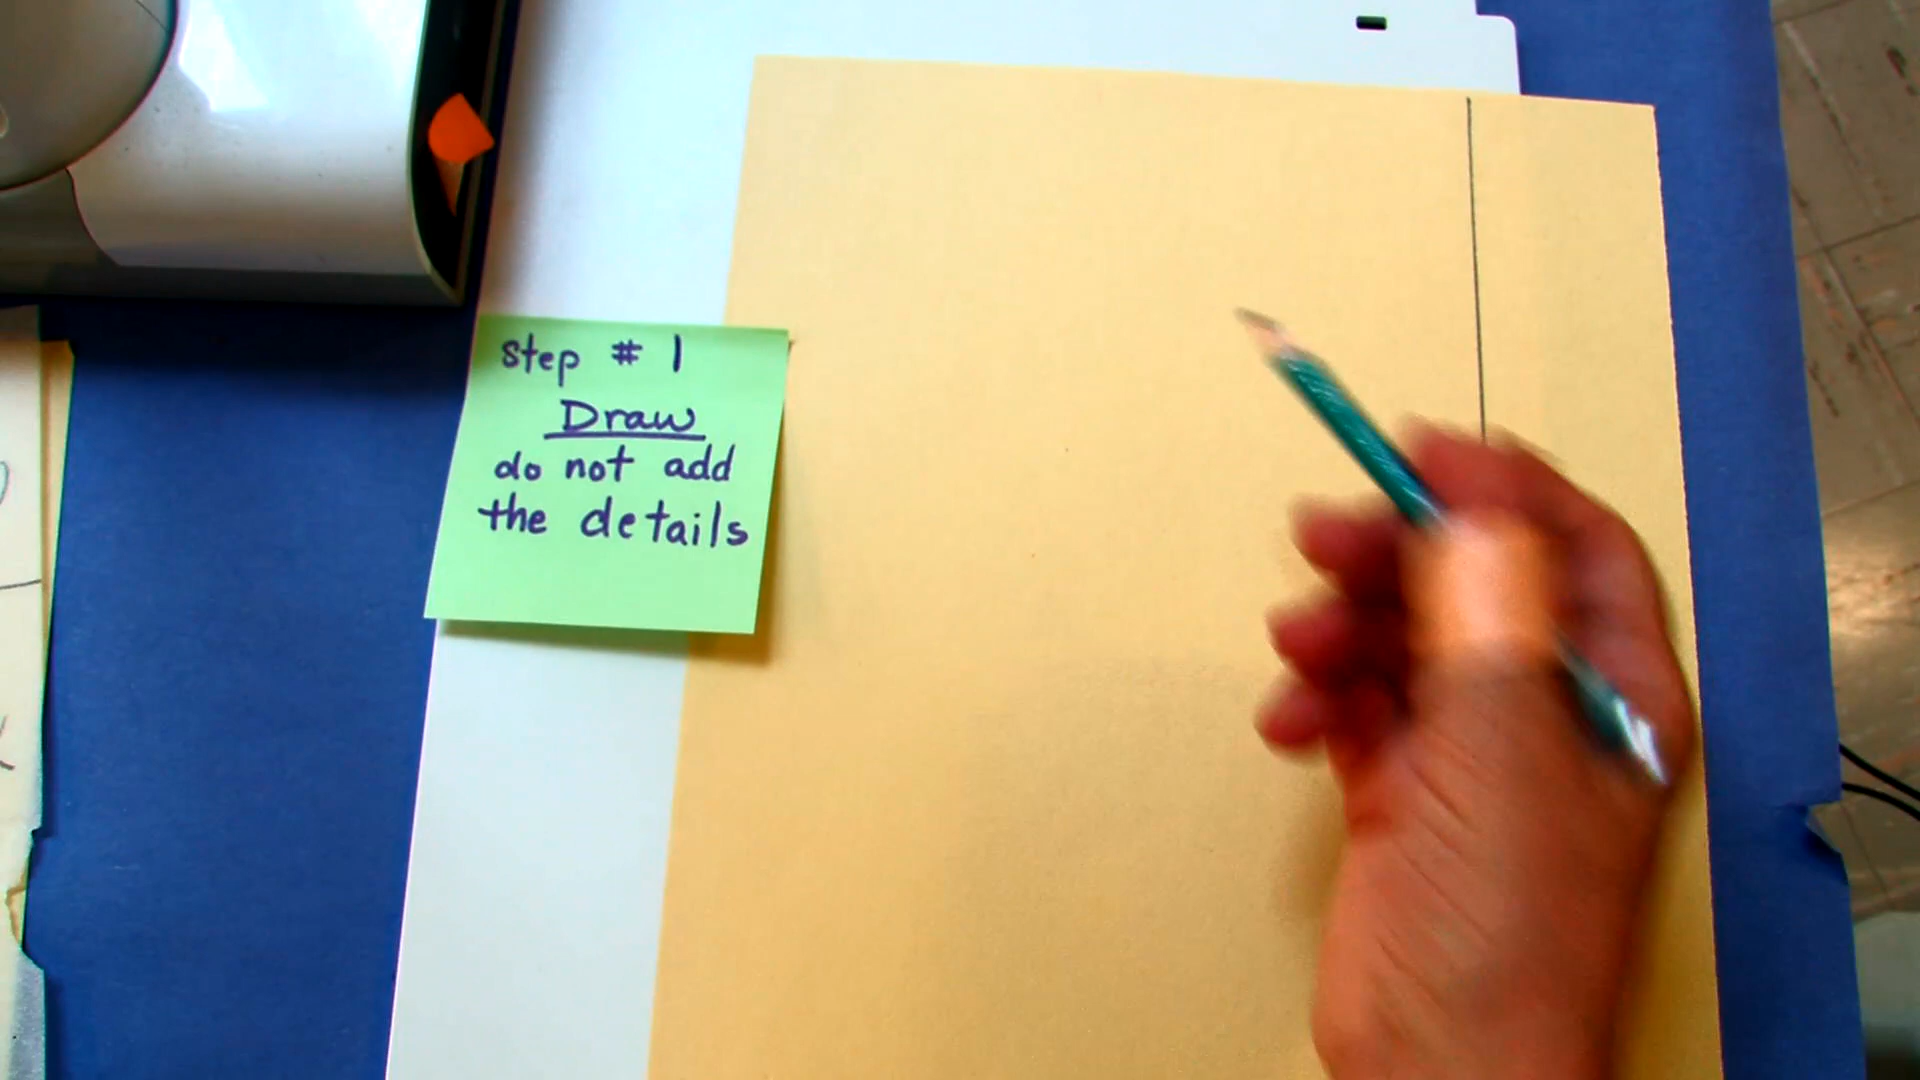 step # 1
Draw
do not add
the details